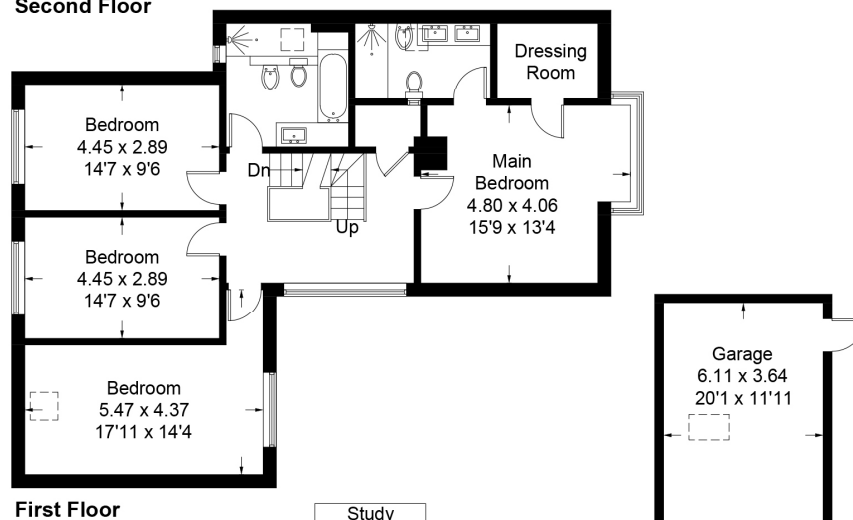 Second Floor
Dressing
Room
Bedroom
4.45 x 2.89
14'7 x 9'6
Dn
Up
Main
Bedroom
4.80 x 4.06
15'9 x 13'4
Bedroom
4.45 x 2.89
14'7 x 9'6
Bedroom
5.47 x 4.37
17'11 x 14'4
Garage
6.11 x 3.64
20'1 x 11'11
First Floor
Study